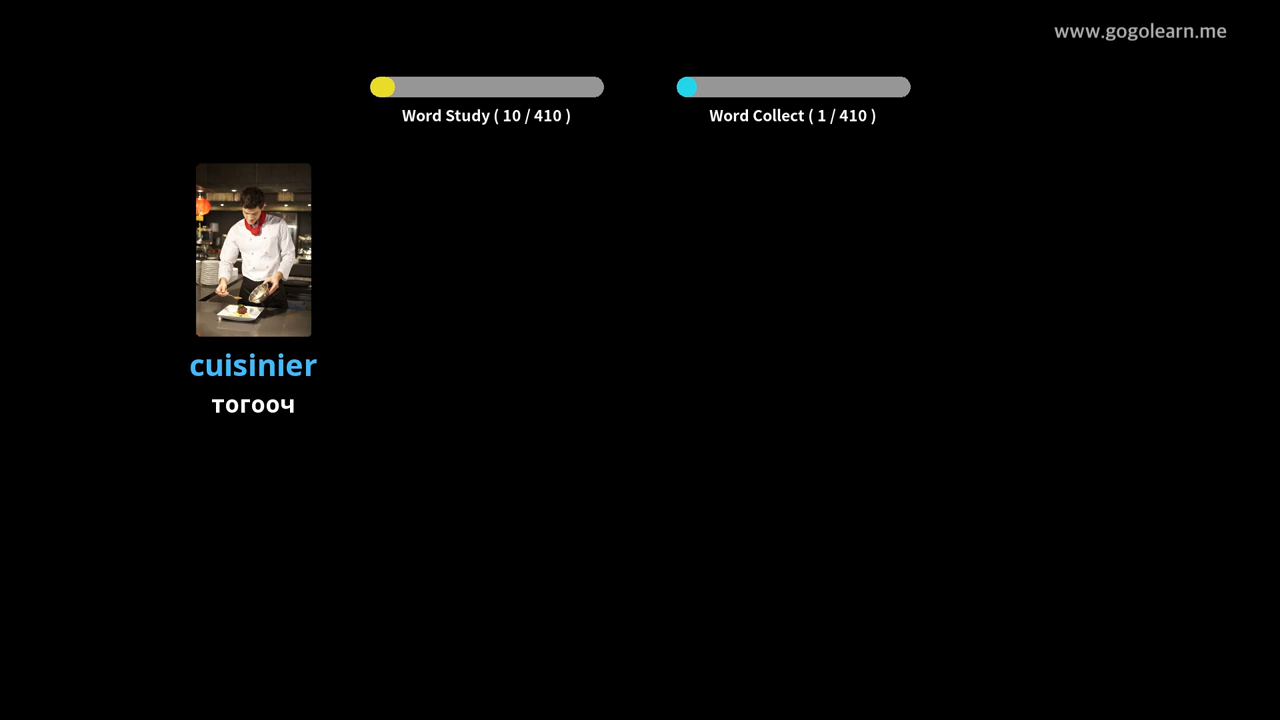 www.gogolearn.me
Word Study ( 10 / 410 )
Word Collect ( 1 / 410 )
cuisinier
тогооч